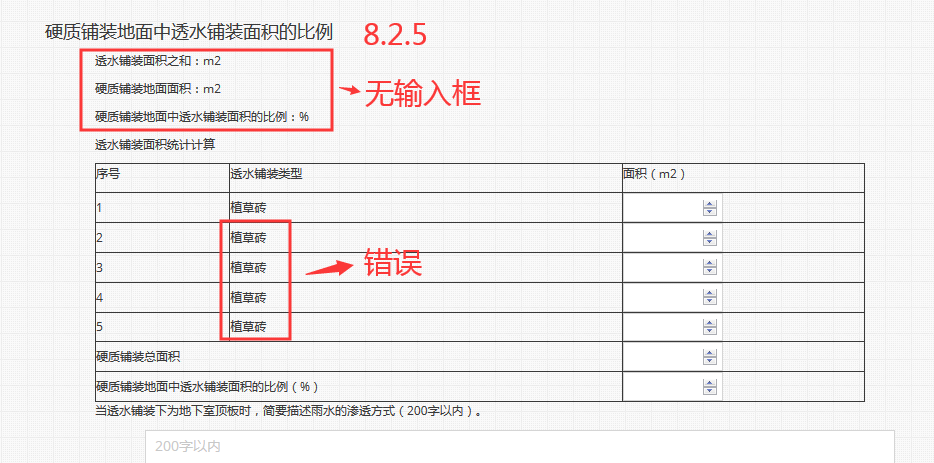 硬质铺装地面中透水铺装面积的比例 8.2.5
透水铺装面积之和：m2
硬质铺装地面面积：m2
无输入框
硬质铺装地面中透水铺装面积的比例：%
透水铺装面积统计计算
序号 透水铺装类型 面积（m2）
1 植草砖
2 植草砖
3 植草砖
错误
4 植草砖
5 植草砖
硬质铺装总面积
硬质铺装地面中透水铺装面积的比例（%）
当透水铺装下为地下室顶板时，简要描述雨水的渗透方式（200字以内）。
200字以内